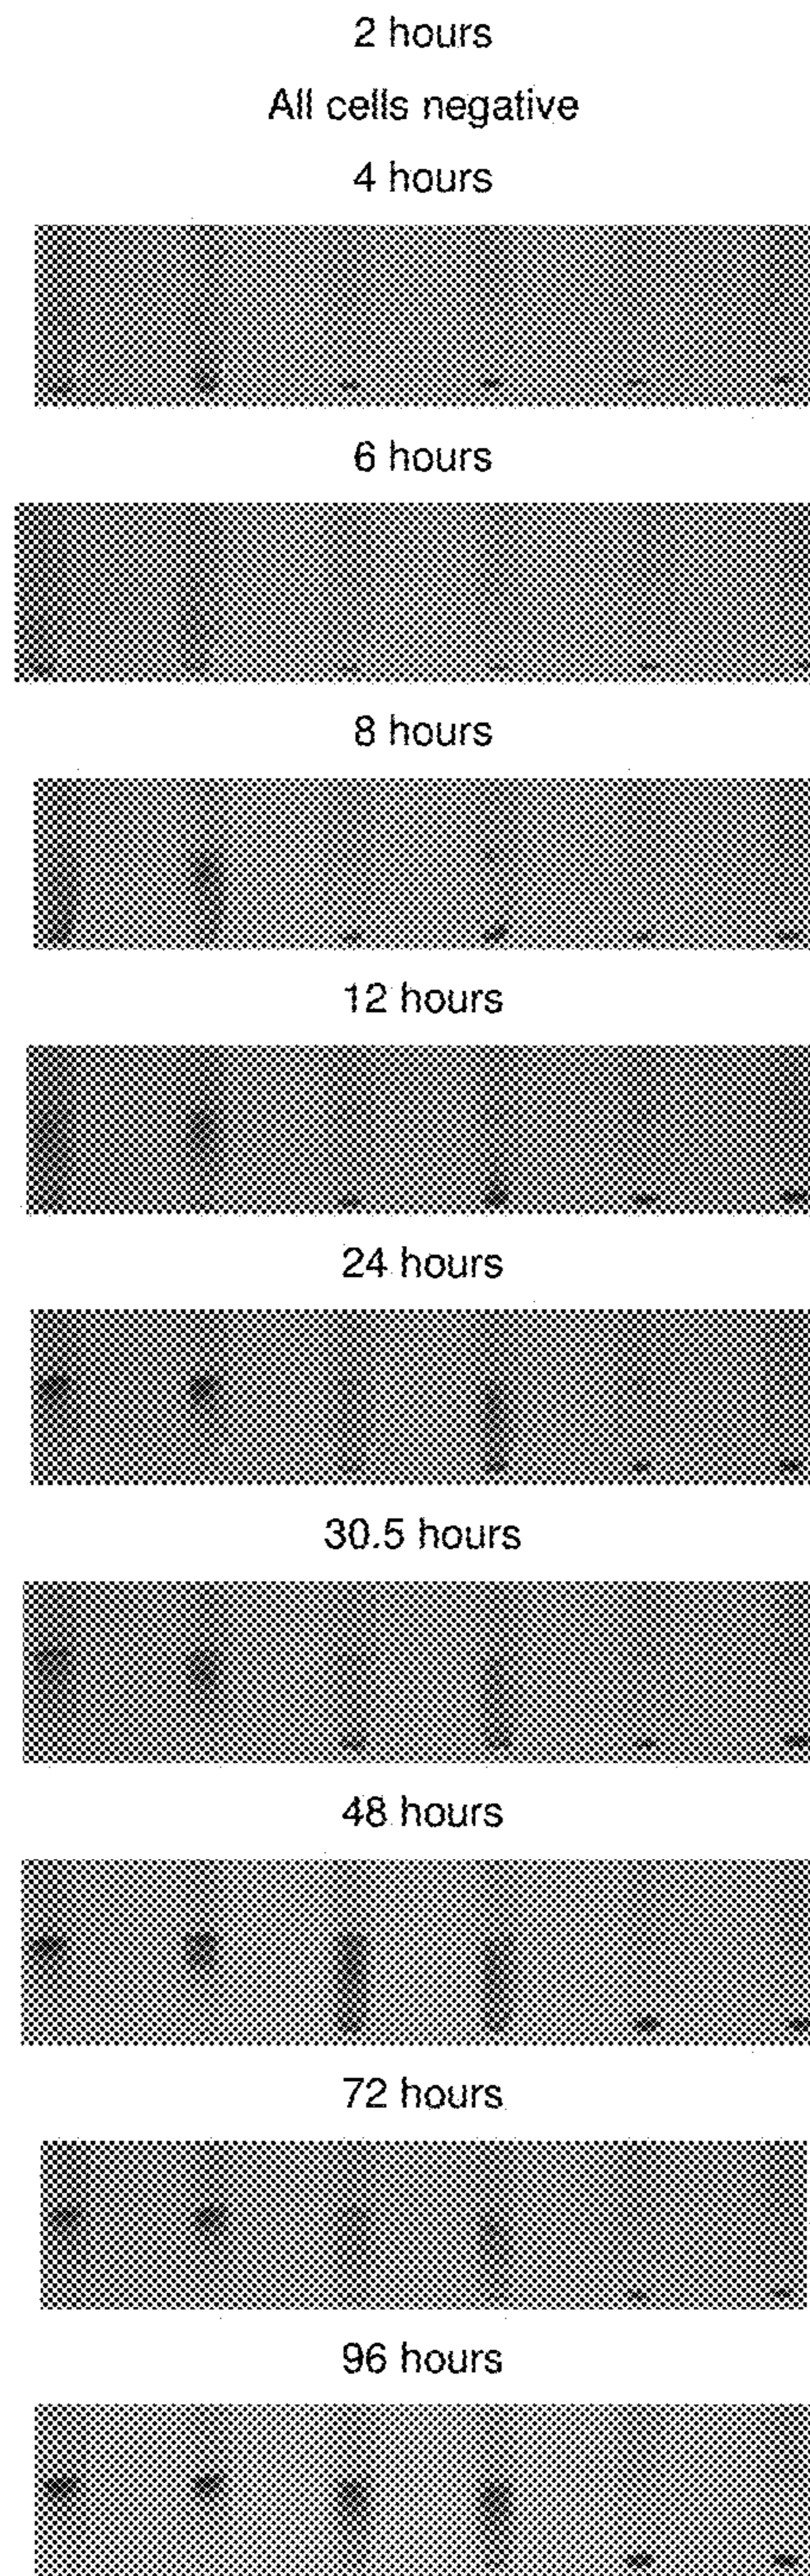 2 hours
All cells negative
4 hours
6 hours
8 hours
12 hours
24 hours
30.5 hours
48 hours
72 hours
96 hours